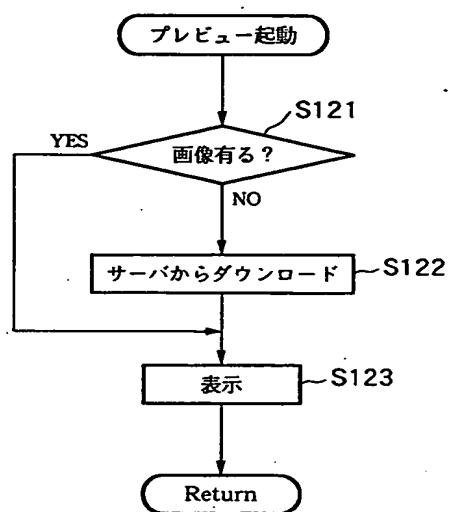 プレビュー起動
S121
YES
画像有る?
NO
サーバからダウンロード
S122
表示
S123
Return